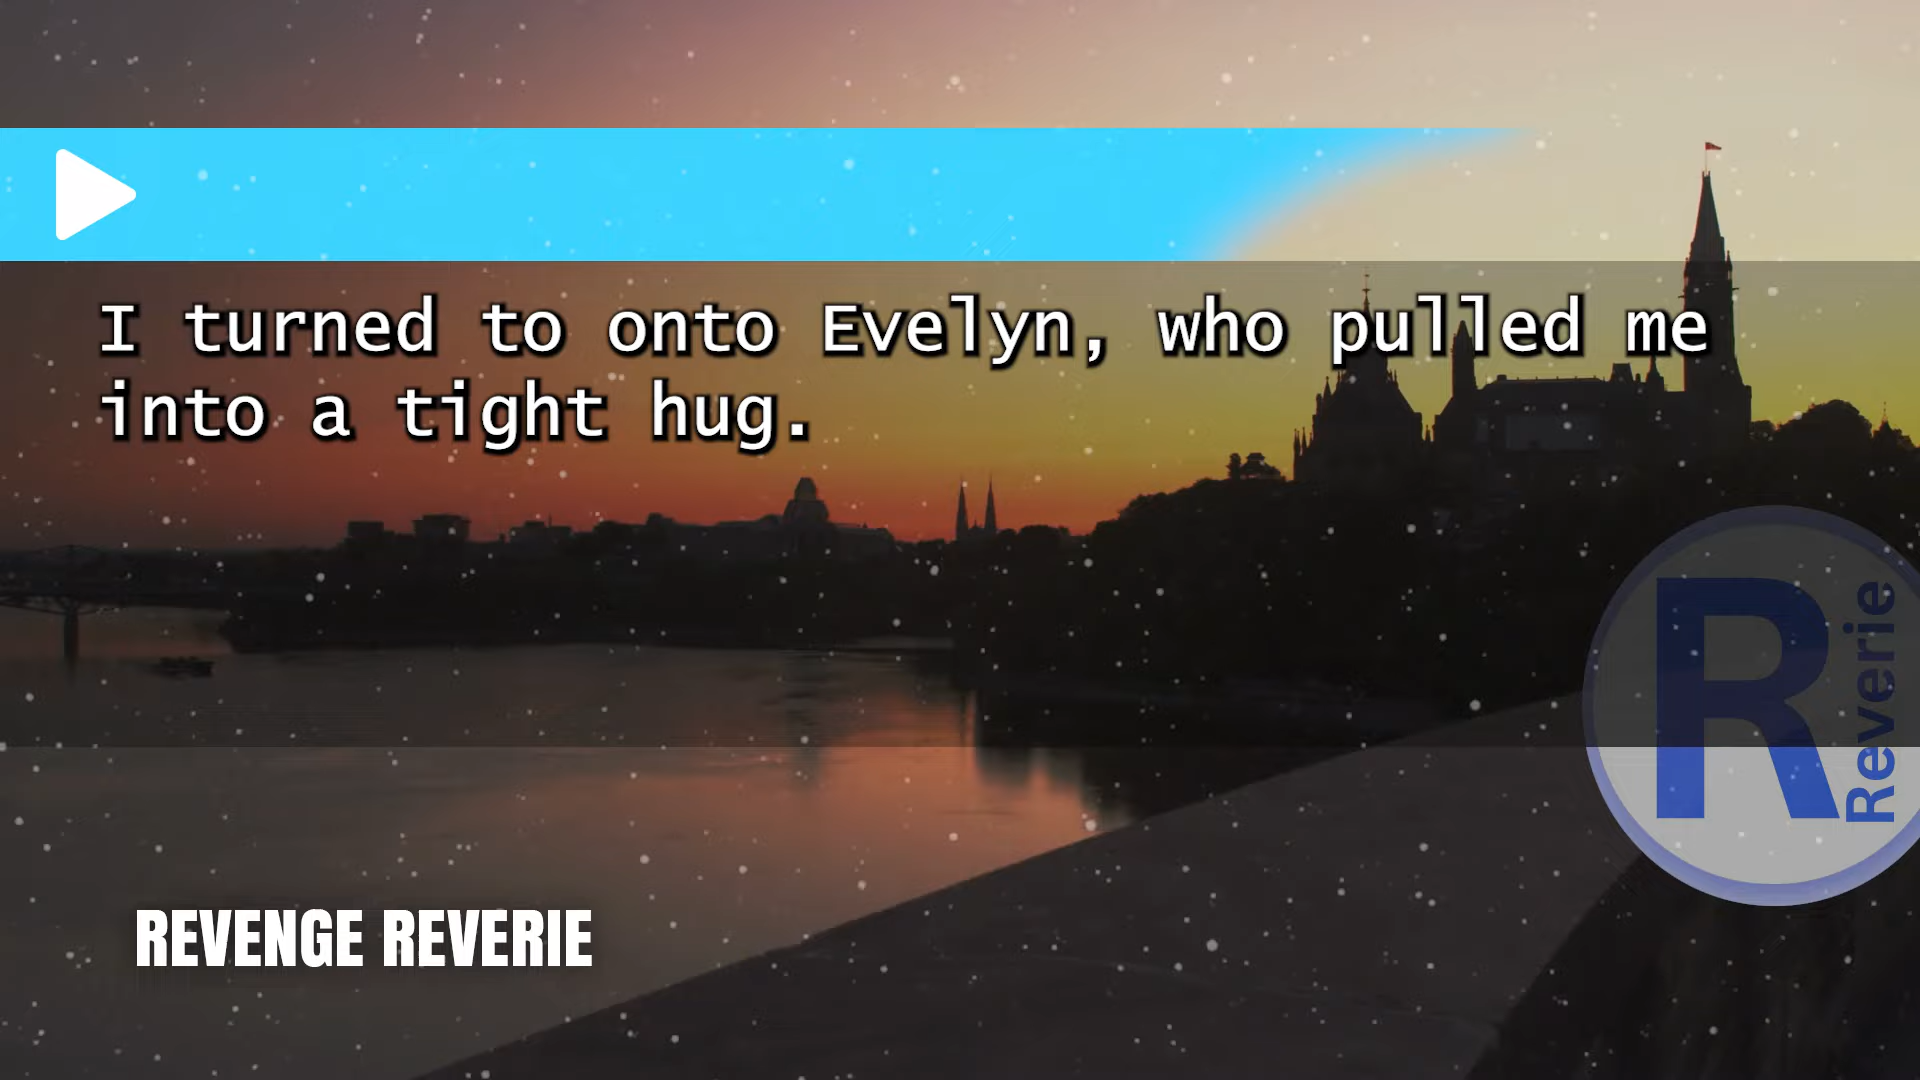 I turned to onto Evelyn, who pulled me
into a tight hug.
R
Reverie
REVENGE REVERIE